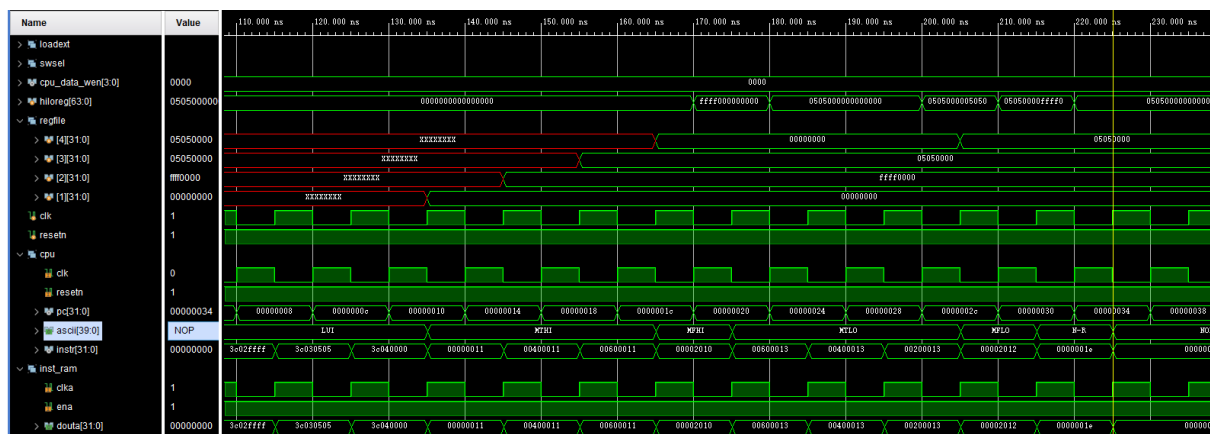 Name Value 110.000 ns 120.000 ns 130.000 ns 140.000 ns 150.000 ns 160.000 ns 170.000 ns 180.000 ns 190.000 ns 200.000 ns 210.000 ns 220.000 ns 230.000 ns
loadext
swsel
cpu_data_wen[3:0] 0000 0000
hiloreg[63:0] 050500000 0000000000000000 ffff000000000 0505000000000000 0505000005050 05050000ffff0 0505000000000
regfile
[4][31:0] 05050000 XXXXXXXX 00000000 05050000
[3][31:0] 05050000 XXXXXXXX 05050000
[2][31:0] ffff0000 XXXXXXXX ffff0000
[1][31:0] 00000000 XXXXXXXX 00000000
clk 1
resetn 1
cpu
clk 0
resetn 1
pc[31:0] 00000034 00000008 0000000c 00000010 00000014 00000018 0000001c 00000020 00000024 00000028 0000002c 00000030 00000034 00000038
ascii[39:0] NOP LUI MTHI MFHI MTLO MFLO N-R NO
instr[31:0] 00000000 3c02ffff 3c030505 3c040000 00000011 00400011 00600011 00002010 00600013 00400013 00200013 00002012 0000001e 000000
inst_ram
clka 1
ena 1
douta[31:0] 00000000 3c02ffff 3c030505 3c040000 00000011 00400011 00600011 00002010 00600013 00400013 00200013 00002012 0000001e 000000